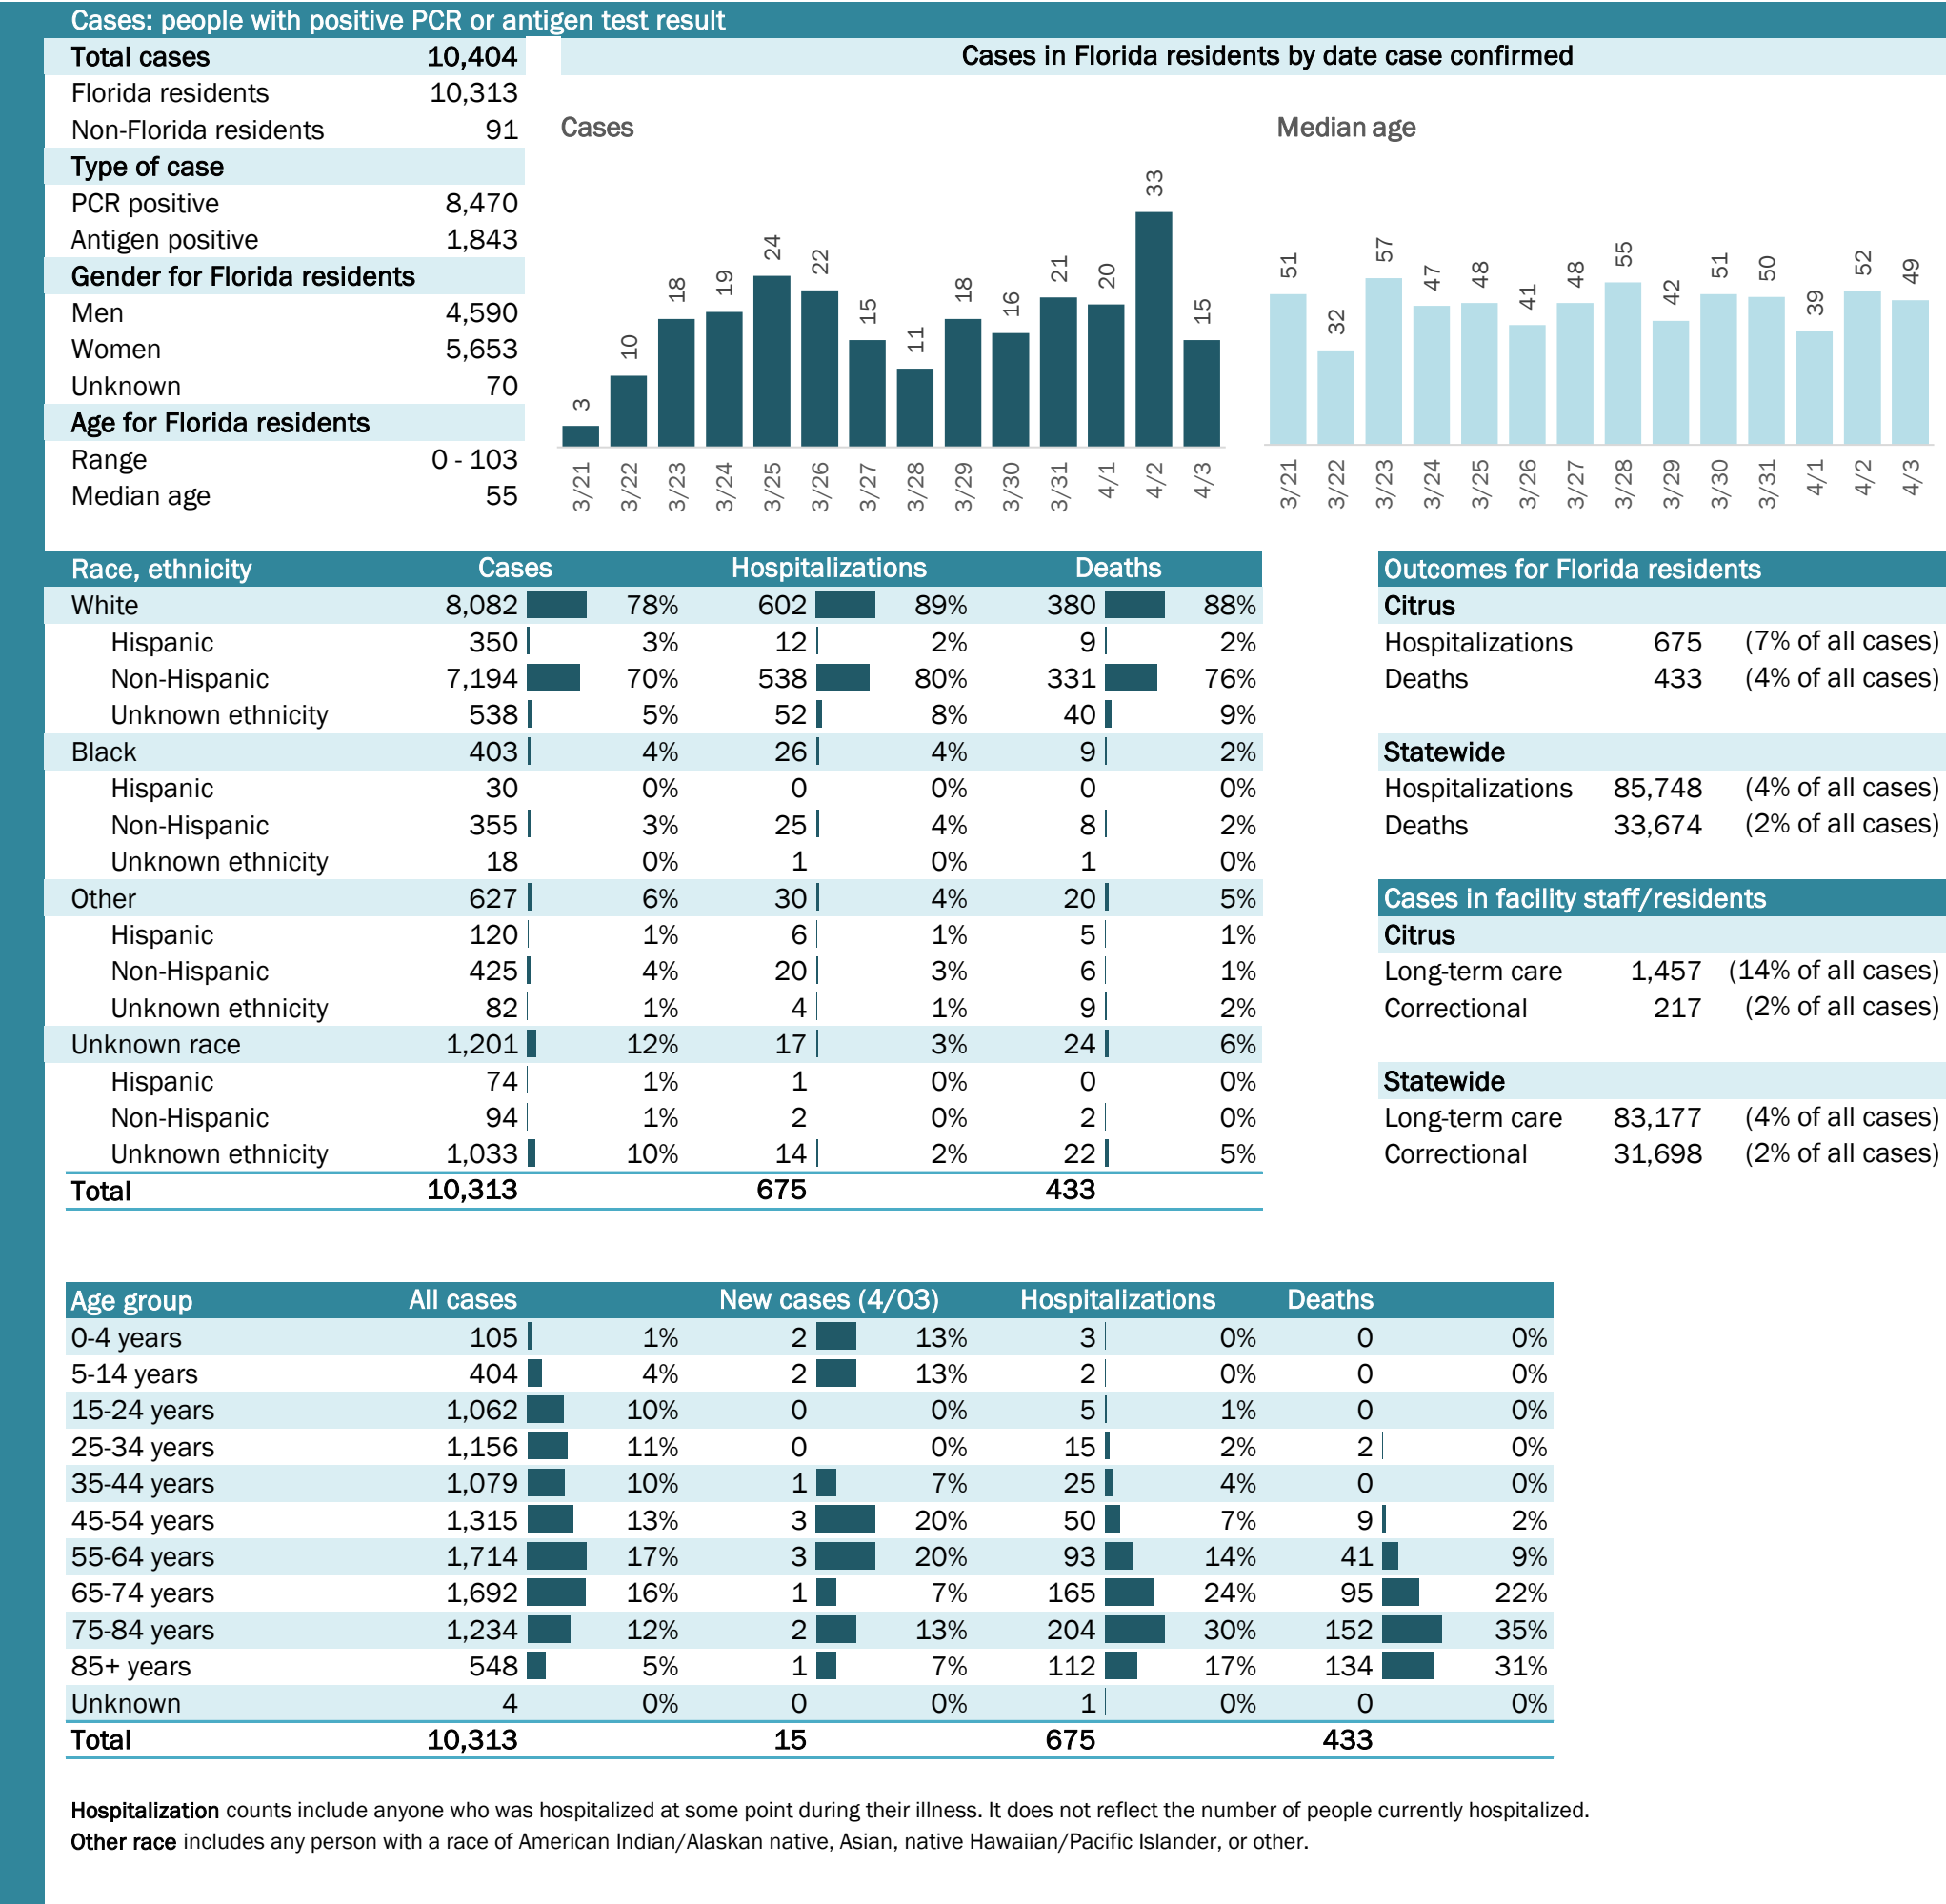 Cases: people with positive PCR or antigen test result
Total cases 10,404
Florida residents 10,313
Non-Florida residents 91
Type of case
PCR positive 8,470
Antigen positive 1,843
Gender for Florida residents
Men 4,590
Women 5,653
Unknown 70
Age for Florida residents
Range 0 - 103
Median age 55
Cases in Florida residents by date case confirmed
Cases
3 10 18 19 24 22 15 11 18 16 21 20 33 15
3/21 3/22 3/23 3/24 3/25 3/26 3/27 3/28 3/29 3/30 3/31 4/1 4/2 4/3
Median age
51 32 57 47 48 41 48 55 42 51 50 39 52 49
3/21 3/22 3/23 3/24 3/25 3/26 3/27 3/28 3/29 3/30 3/31 4/1 4/2 4/3
Race, ethnicity Cases Hospitalizations Deaths
White 8,082 78% 602 89% 380 88%
Hispanic 350 3% 12 2% 9 2%
Non-Hispanic 7,194 70% 538 80% 331 76%
Unknown ethnicity 538 5% 52 8% 40 9%
Black 403 4% 26 4% 9 2%
Hispanic 30 0% 0 0% 0 0%
Non-Hispanic 355 3% 25 4% 8 2%
Unknown ethnicity 18 0% 1 0% 1 0%
Other 627 6% 30 4% 20 5%
Hispanic 120 1% 6 1% 5 1%
Non-Hispanic 425 4% 20 3% 6 1%
Unknown ethnicity 82 1% 4 1% 9 2%
Unknown race 1,201 12% 17 3% 24 6%
Hispanic 74 1% 1 0% 0 0%
Non-Hispanic 94 1% 2 0% 2 0%
Unknown ethnicity 1,033 10% 14 2% 22 5%
Total 10,313 675 433
Outcomes for Florida residents
Citrus
Hospitalizations 675 (7% of all cases)
Deaths 433 (4% of all cases)
Statewide
Hospitalizations 85,748 (4% of all cases)
Deaths 33,674 (2% of all cases)
Cases in facility staff/residents
Citrus
Long-term care 1,457 (14% of all cases)
Correctional 217 (2% of all cases)
Statewide
Long-term care 83,177 (4% of all cases)
Correctional 31,698 (2% of all cases)
Age group All cases New cases (4/03) Hospitalizations Deaths
0-4 years 105 1% 2 13% 3 0% 0 0%
5-14 years 404 4% 2 13% 2 0% 0 0%
15-24 years 1,062 10% 0 0% 5 1% 0 0%
25-34 years 1,156 11% 0 0% 15 2% 2 0%
35-44 years 1,079 10% 1 7% 25 4% 0 0%
45-54 years 1,315 13% 3 20% 50 7% 9 2%
55-64 years 1,714 17% 3 20% 93 14% 41 9%
65-74 years 1,692 16% 1 7% 165 24% 95 22%
75-84 years 1,234 12% 2 13% 204 30% 152 35%
85+ years 548 5% 1 7% 112 17% 134 31%
Unknown 4 0% 0 0% 1 0% 0 0%
Total 10,313 15 675 433
Hospitalization counts include anyone who was hospitalized at some point during their illness. It does not reflect the number of people currently hospitalized.
Other race includes any person with a race of American Indian/Alaskan native, Asian, native Hawaiian/Pacific Islander, or other.